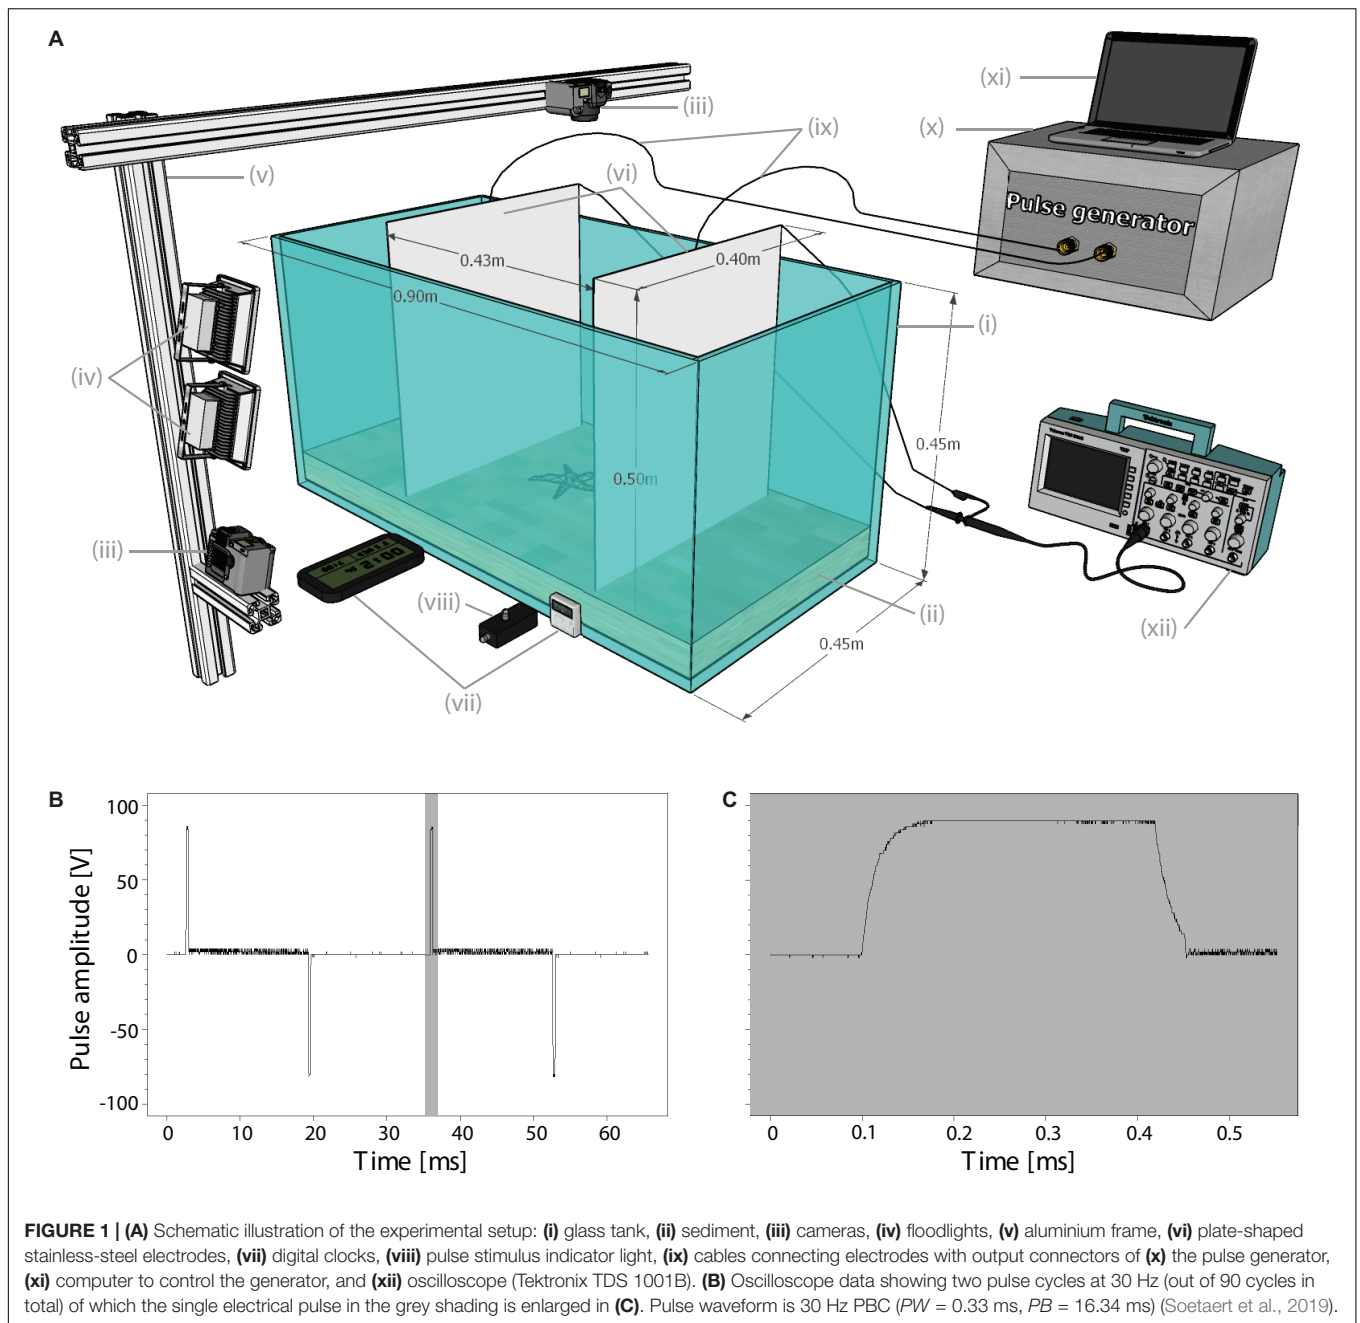 A
(xi)
(iii)
(x)
(ix)
(v)
(vi)
Pulse generator
0.43m
0.40m
0.90m
(i)
(iv)
0.45m
0.50m
(iii)
(viii)
(ii)
0.45m
(xii)
(vii)
B
100
50
0
-50
-100
Pulse amplitude [V]
0 10 20 30 40 50 60
Time [ms]
C
0 0.1 0.2 0.3 0.4 0.5
Time [ms]
FIGURE 1 | (A) Schematic illustration of the experimental setup: (i) glass tank, (ii) sediment, (iii) cameras, (iv) floodlights, (v) aluminium frame, (vi) plate-shaped
stainless-steel electrodes, (vii) digital clocks, (viii) pulse stimulus indicator light, (ix) cables connecting electrodes with output connectors of (x) the pulse generator,
(xi) computer to control the generator, and (xii) oscilloscope (Tektronix TDS 1001B). (B) Oscilloscope data showing two pulse cycles at 30 Hz (out of 90 cycles in
total) of which the single electrical pulse in the grey shading is enlarged in (C). Pulse waveform is 30 Hz PBC (PW = 0.33 ms, PB = 16.34 ms) (Soetaert et al., 2019).